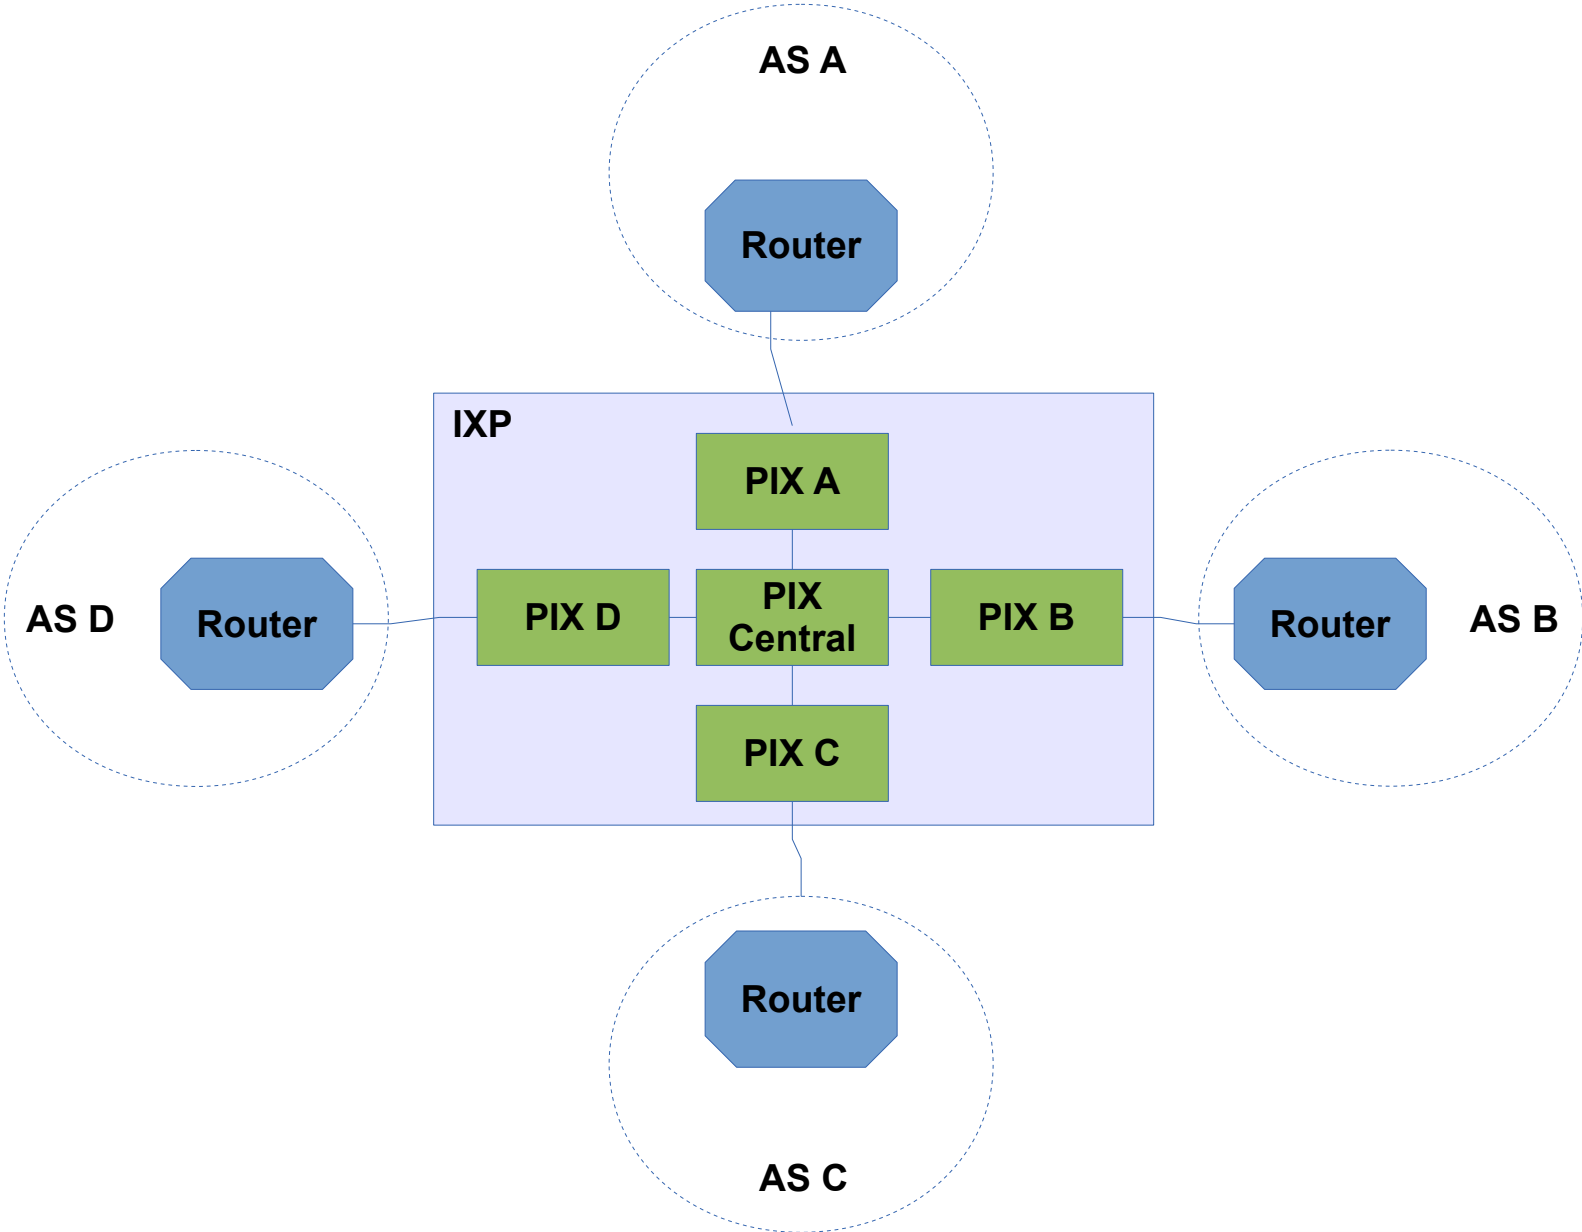 AS A
Router
IXP
PIX A
AS D
Router
PIX D
PIX
Central
PIX B
Router
AS B
PIX C
Router
AS C